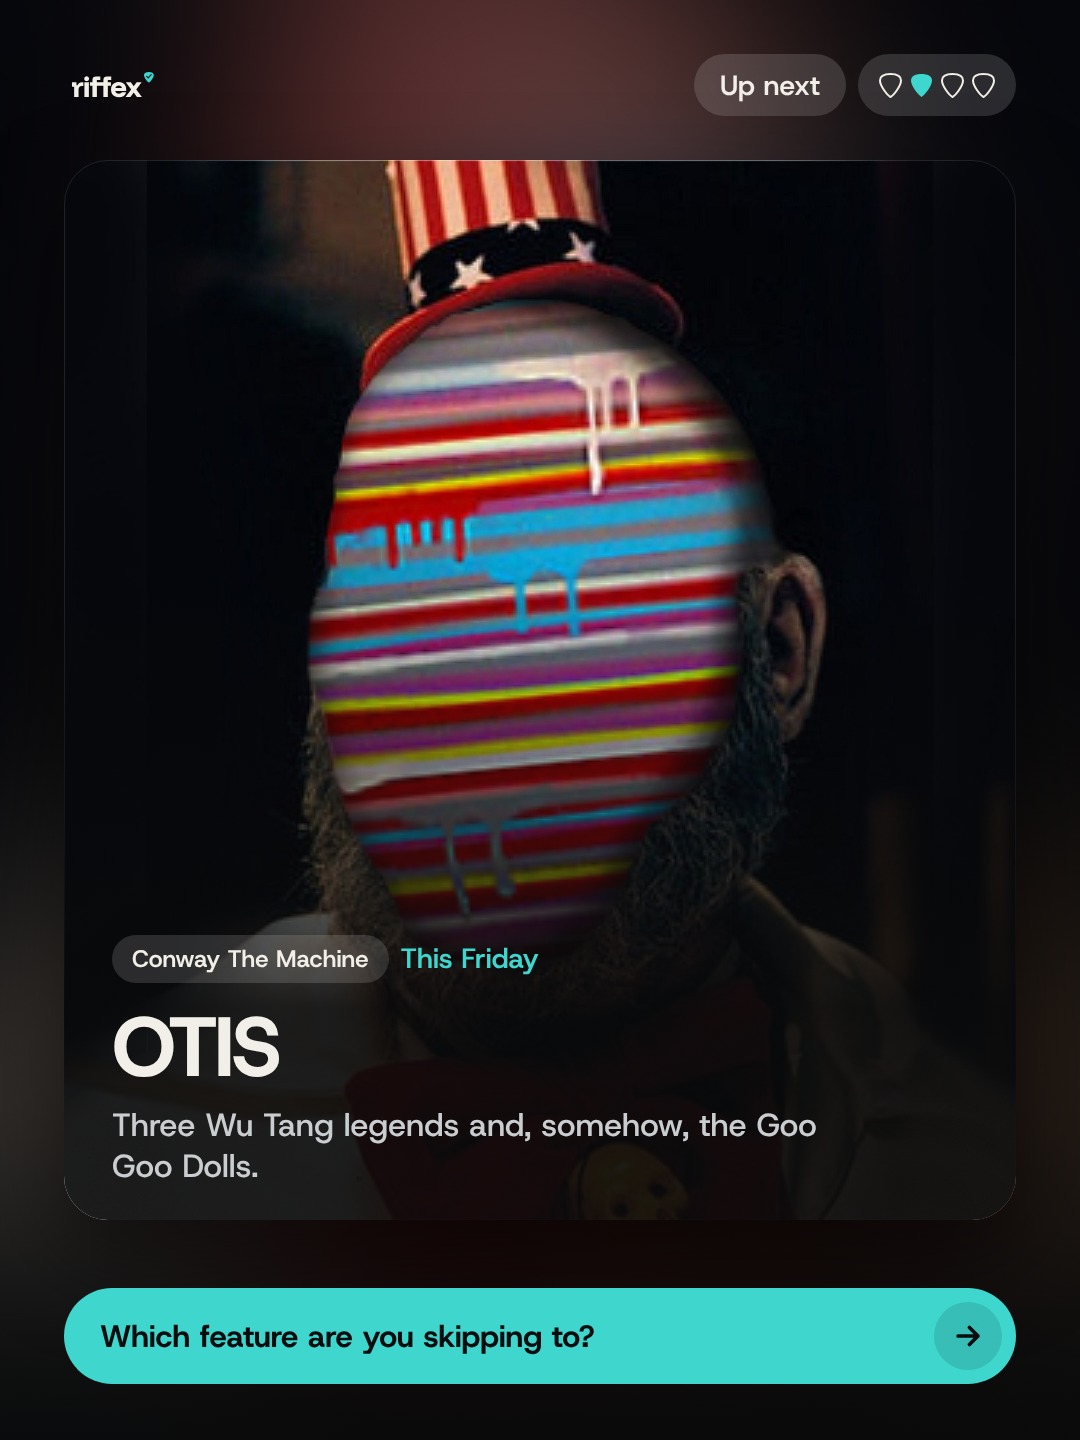 riffex
Up next
Conway The Machine
This Friday
OTIS
Three Wu Tang legends and, somehow, the Goo
Goo Dolls.
Which feature are you skipping to?